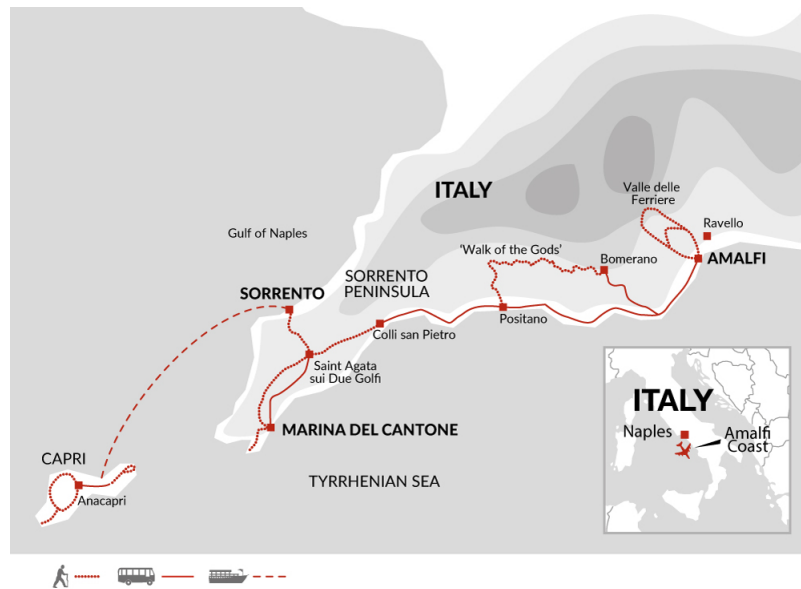 ITALY
Valle delle
Ferriere
Ravello
Gulf of Naples
'Walk of the Gods'
Bomerano
AMALFI
SORRENTO
PENINSULA
SORRENTO
Positano
Colli san Pietro
Saint Agata
sui Due Golfi
MARINA DEL CANTONE
CAPRI
Anacapri
TYRRHENIAN SEA
ITALY
Naples
Amalfi
Coast